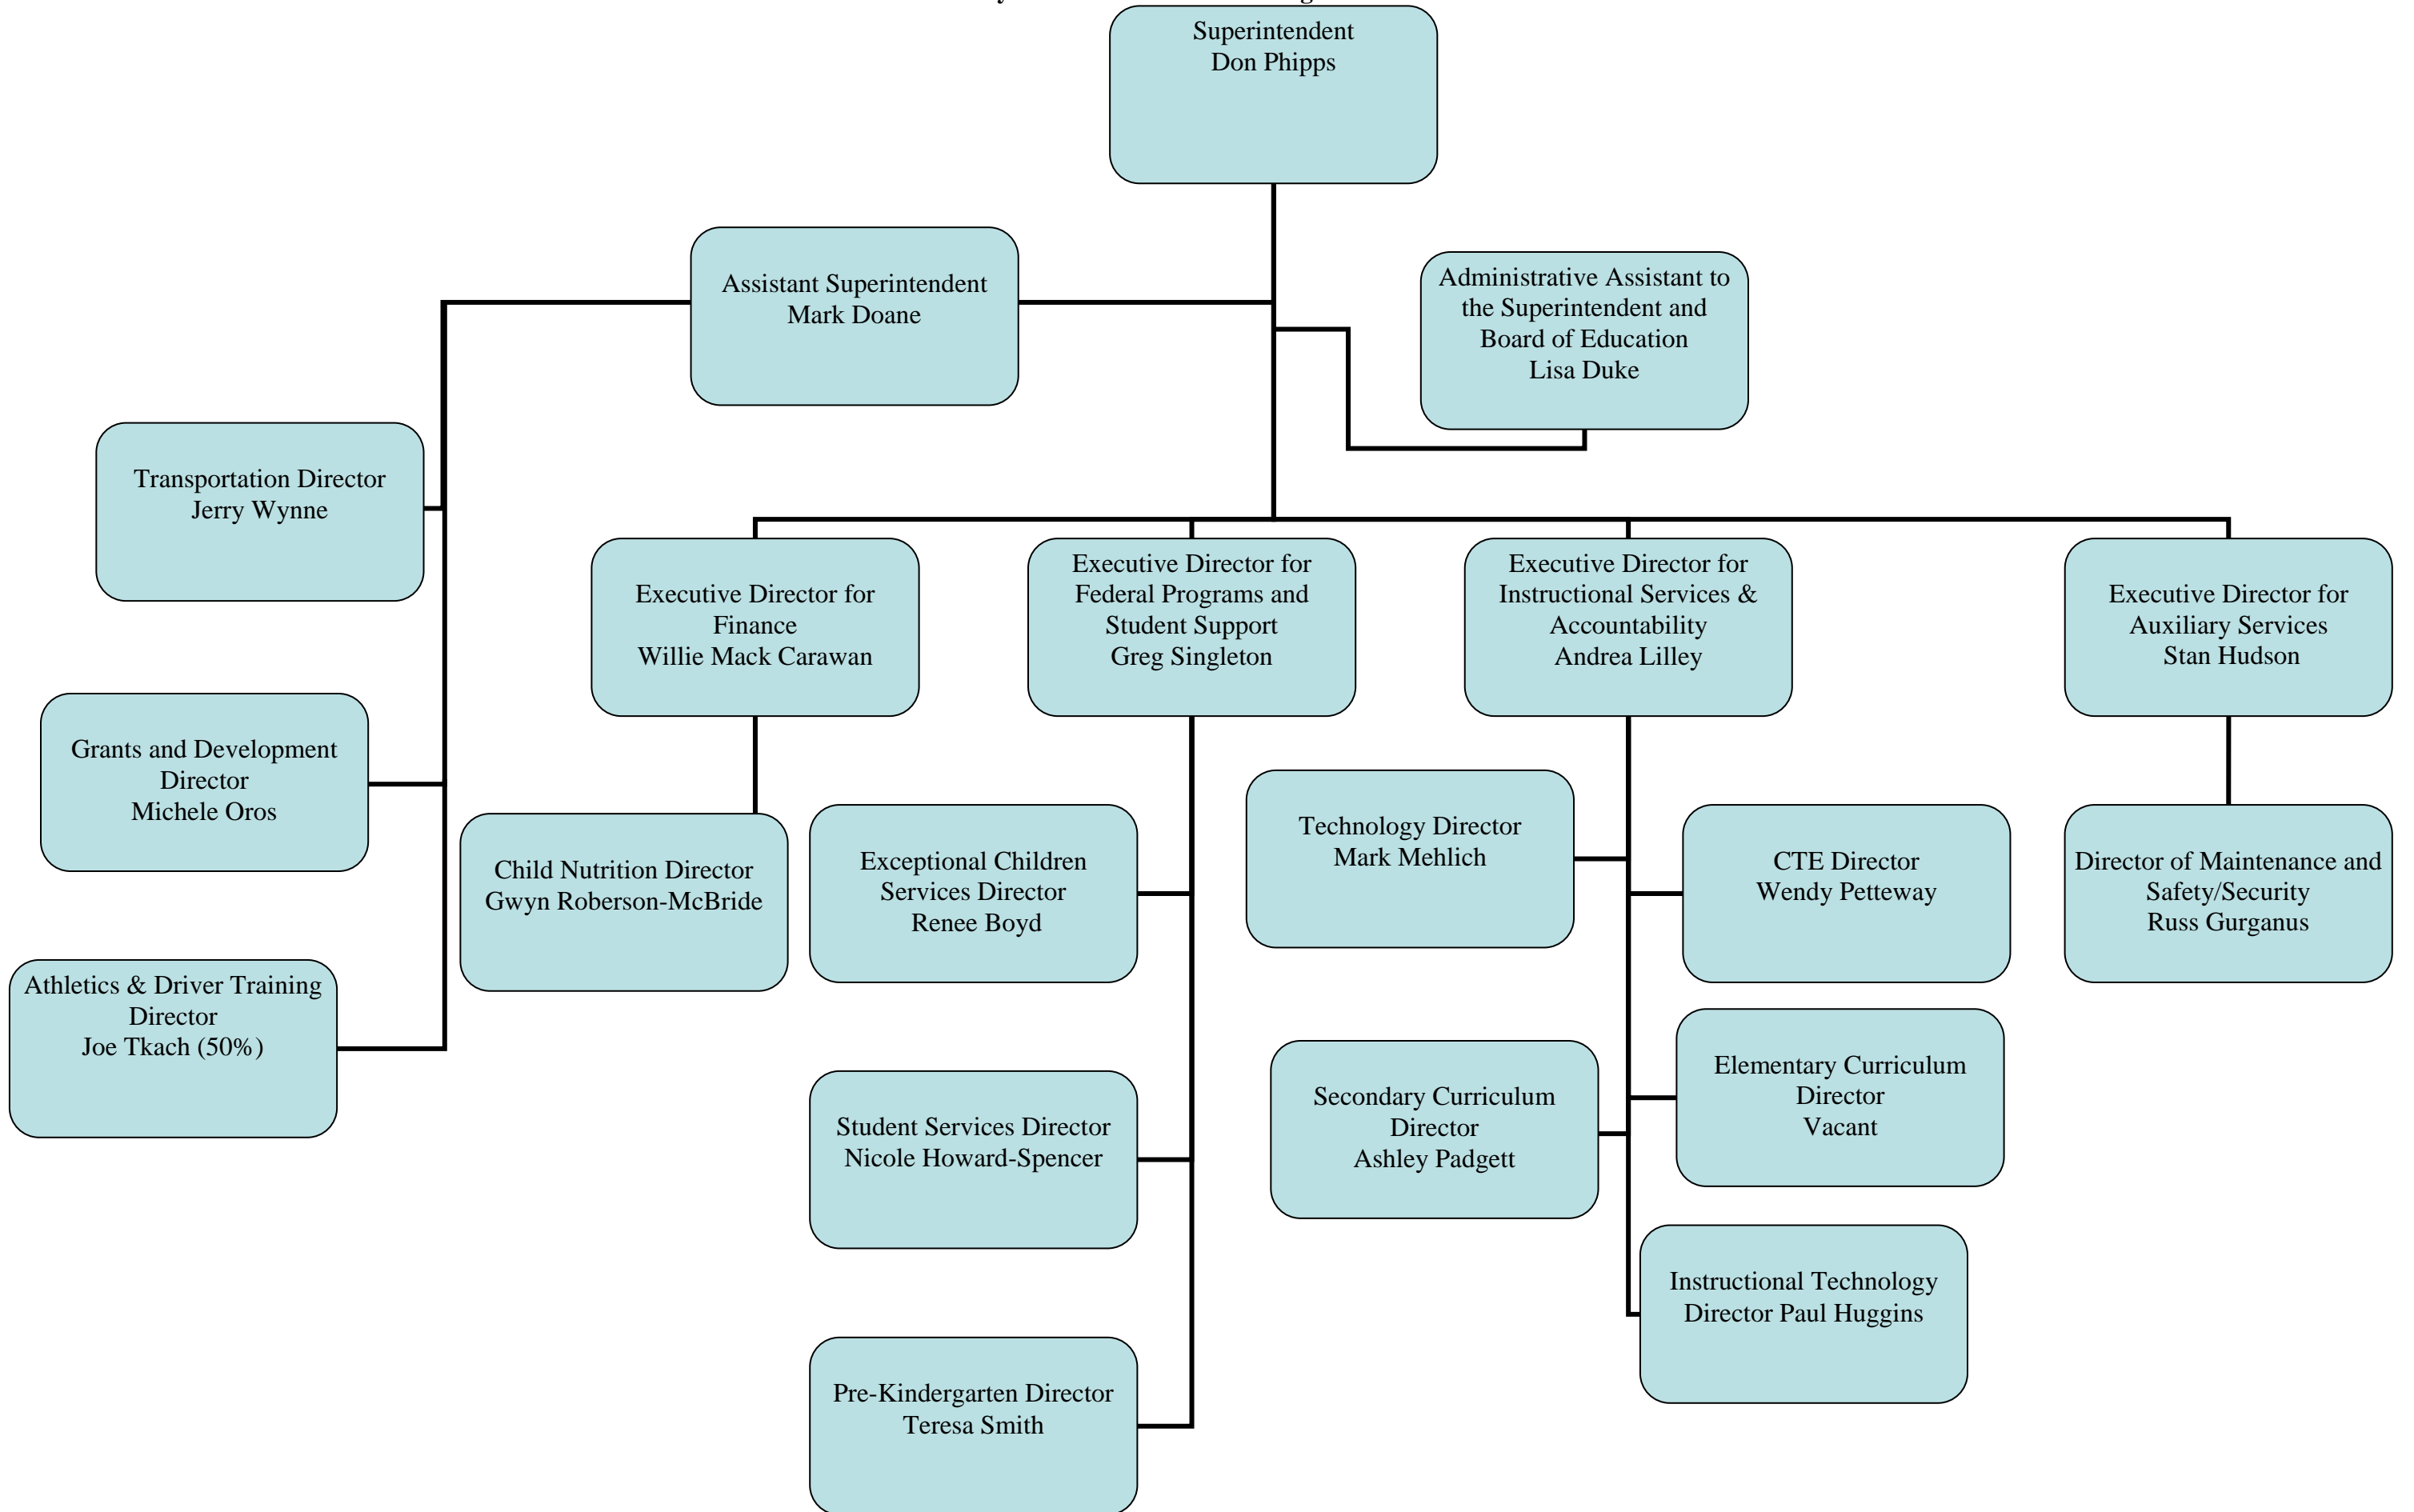 Superintendent
Don Phipps
Assistant Superintendent
Mark Doane
Administrative Assistant to
the Superintendent and
Board of Education
Lisa Duke
Transportation Director
Jerry Wynne
Executive Director for
Finance
Willie Mack Carawan
Executive Director for
Federal Programs and
Student Support
Greg Singleton
Executive Director for
Instructional Services &
Accountability
Andrea Lilley
Executive Director for
Auxiliary Services
Stan Hudson
Grants and Development
Director
Michele Oros
Child Nutrition Director
Gwyn Roberson-McBride
Exceptional Children
Services Director
Renee Boyd
Technology Director
Mark Mehlich
CTE Director
Wendy Petteway
Director of Maintenance and
Safety/Security
Russ Gurganus
Athletics & Driver Training
Director
Joe Tkach (50%)
Student Services Director
Nicole Howard-Spencer
Secondary Curriculum
Director
Ashley Padgett
Elementary Curriculum
Director
Vacant
Instructional Technology
Director Paul Huggins
Pre-Kindergarten Director
Teresa Smith